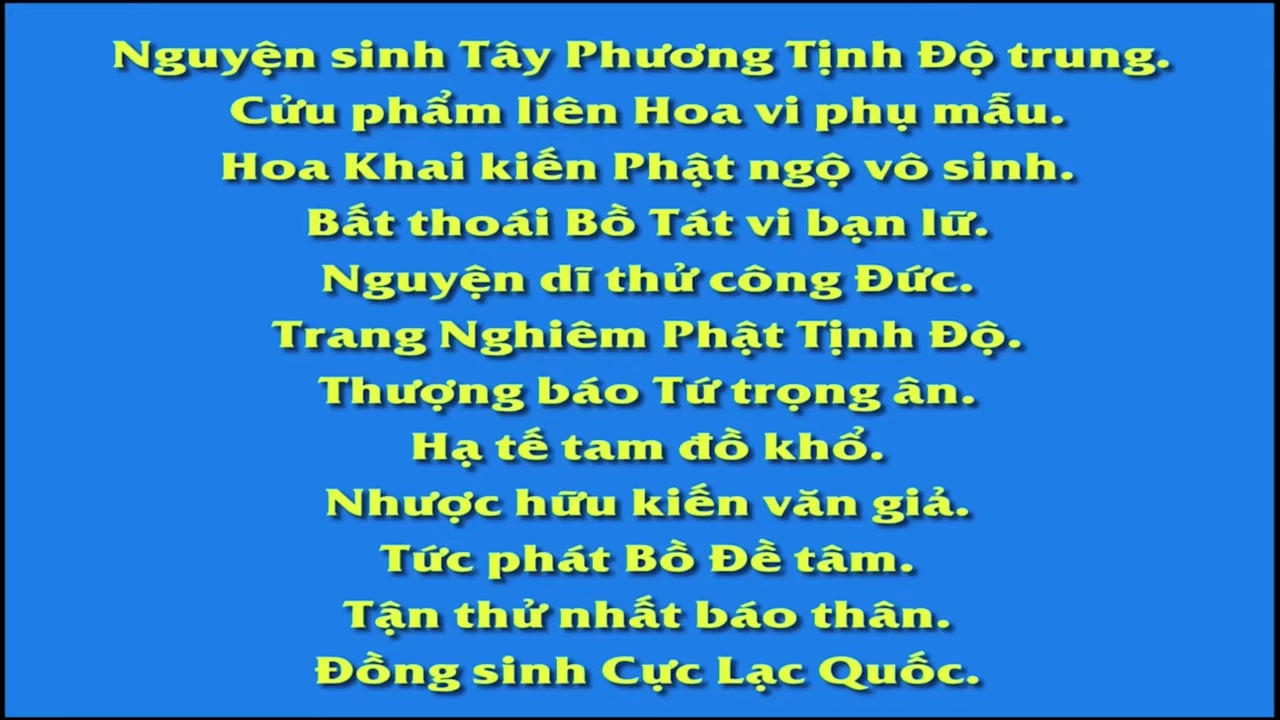 Nguyện sinh Tây Phương Tịnh Độ trung.
Cửu phẩm liên Hoa vi phụ mẫu.
Hoa Khai kiến Phật ngộ vô sinh.
Bất thoái Bồ Tát vi bạn lữ.
Nguyện dĩ thử công Đức.
Trang Nghiêm Phật Tịnh Độ.
Thượng báo Tứ trọng ân.
Hạ tế tam đồ khổ.
Nhược hữu kiến văn giả.
Tức phát Bồ Đề tâm.
Tận thử nhất báo thân.
Đồng sinh Cực Lạc Quốc.